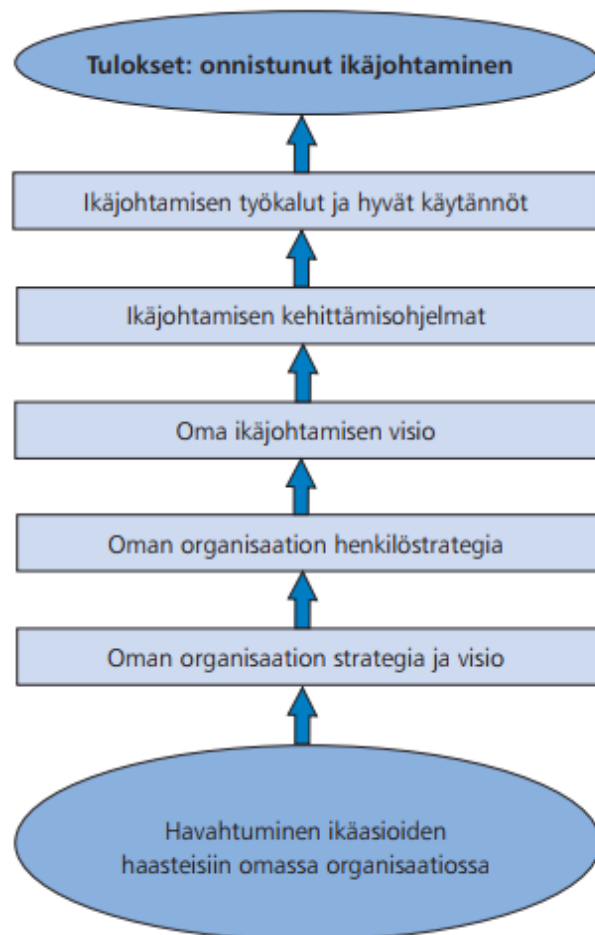 Tulokset: onnistunut ikäjohtaminen
Ikäjohtamisen työkalut ja hyvät käytännöt
Ikäjohtamisen kehittämisohjelmat
Oma ikäjohtamisen visio
Oman organisaation henkilöstrategia
Oman organisaation strategia ja visio
Havahtuminen ikäasioiden
haasteisiin omassa organisaatiossa